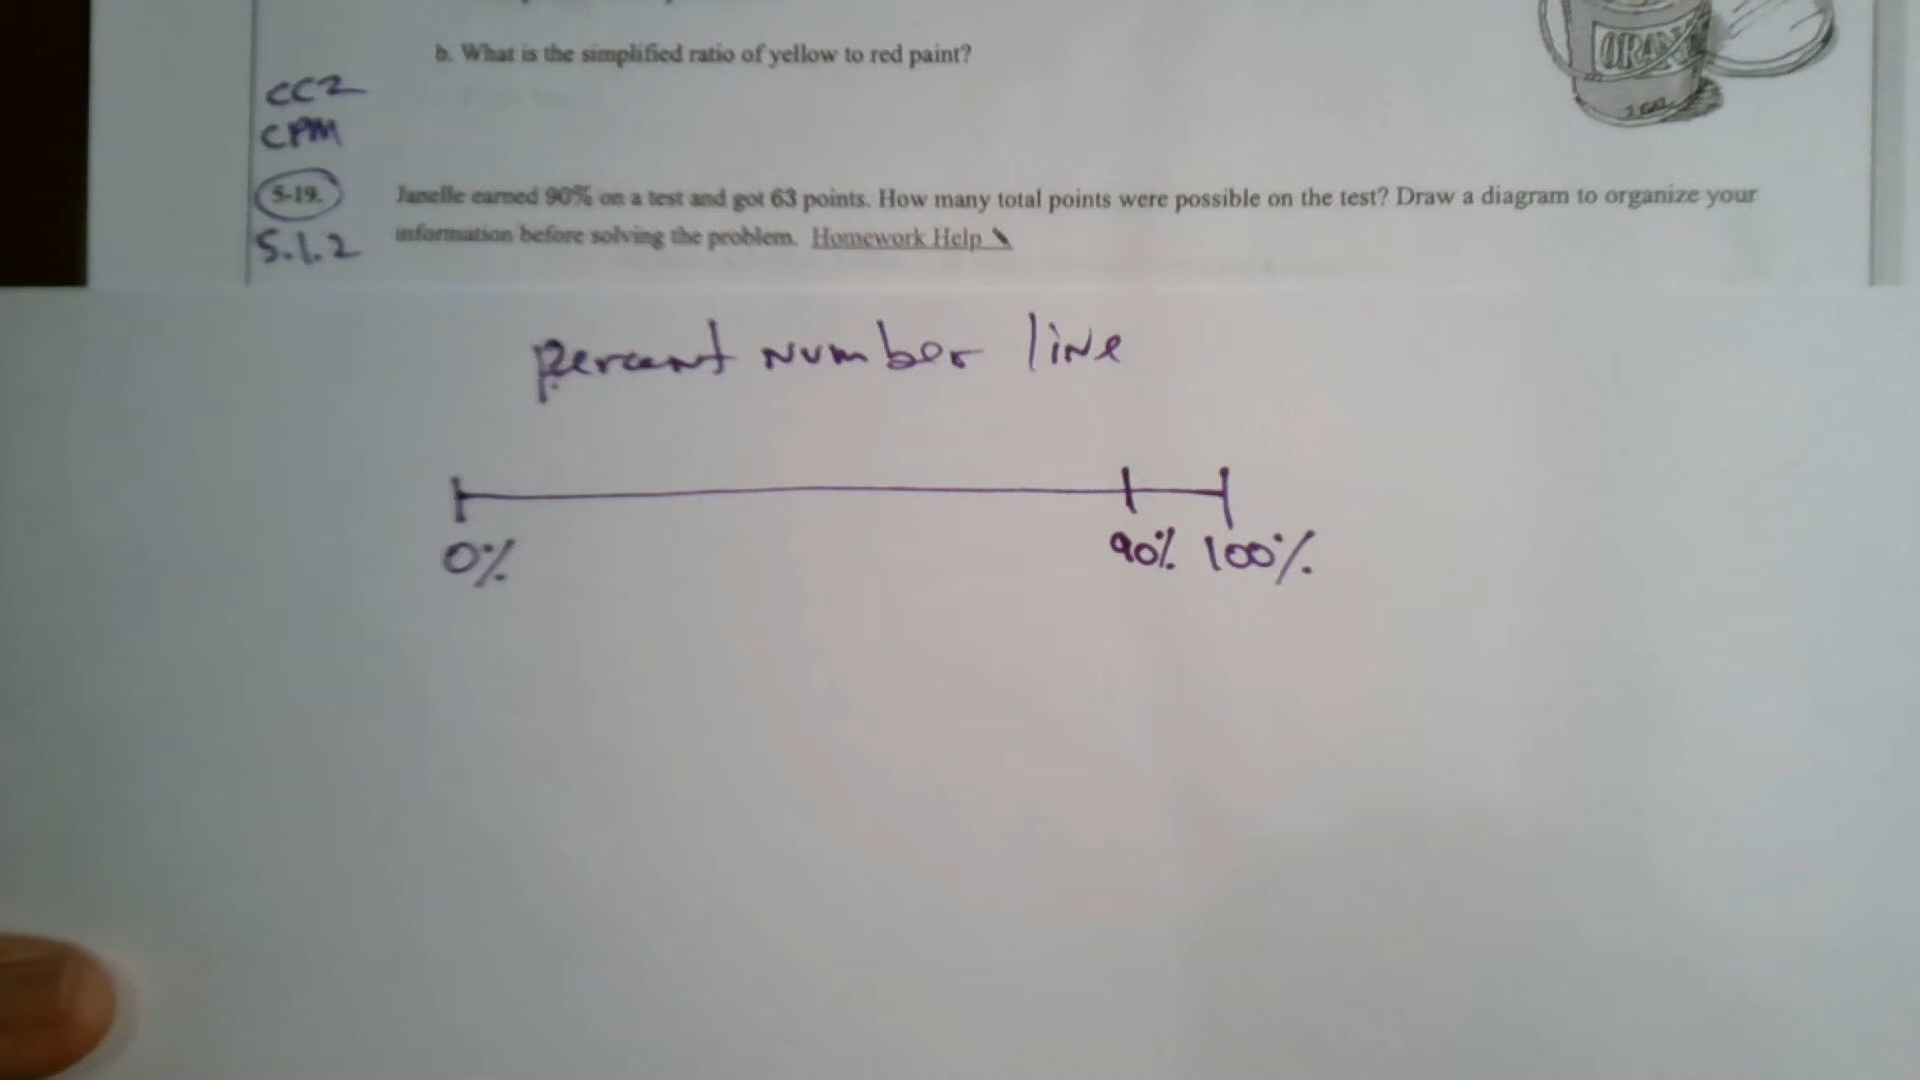 b. What is the simplified ratio of yellow to red paint?
CC2
CPM
5-19. Janelle earned 90% on a test and got 63 points. How many total points were possible on the test? Draw a diagram to organize your
5.1.2 information before solving the problem. Homework Help
percent number line
0% 90% 100%